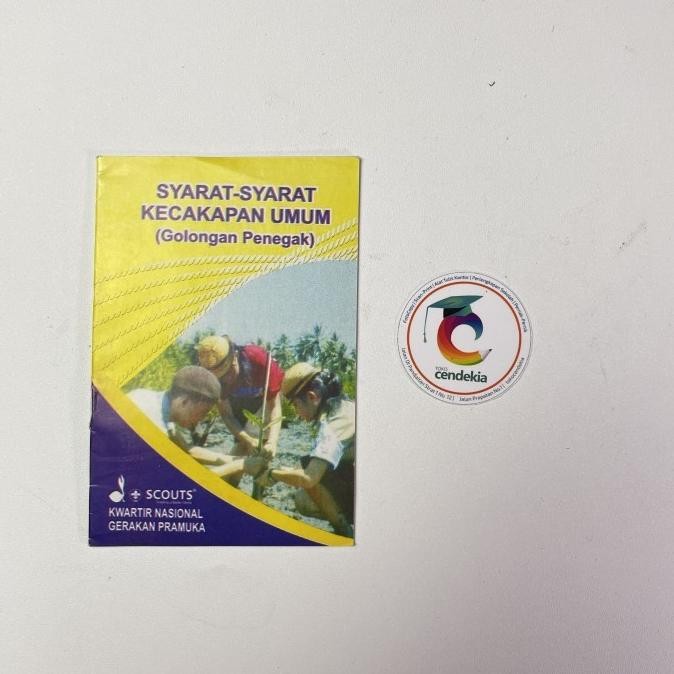 SYARAT-SYARAT
KECAKAPAN UMUM
(Golongan Penegak)
SCOUTS®
KWARTIR NASIONAL
GERAKAN PRAMUKA
TOKO
cendekia